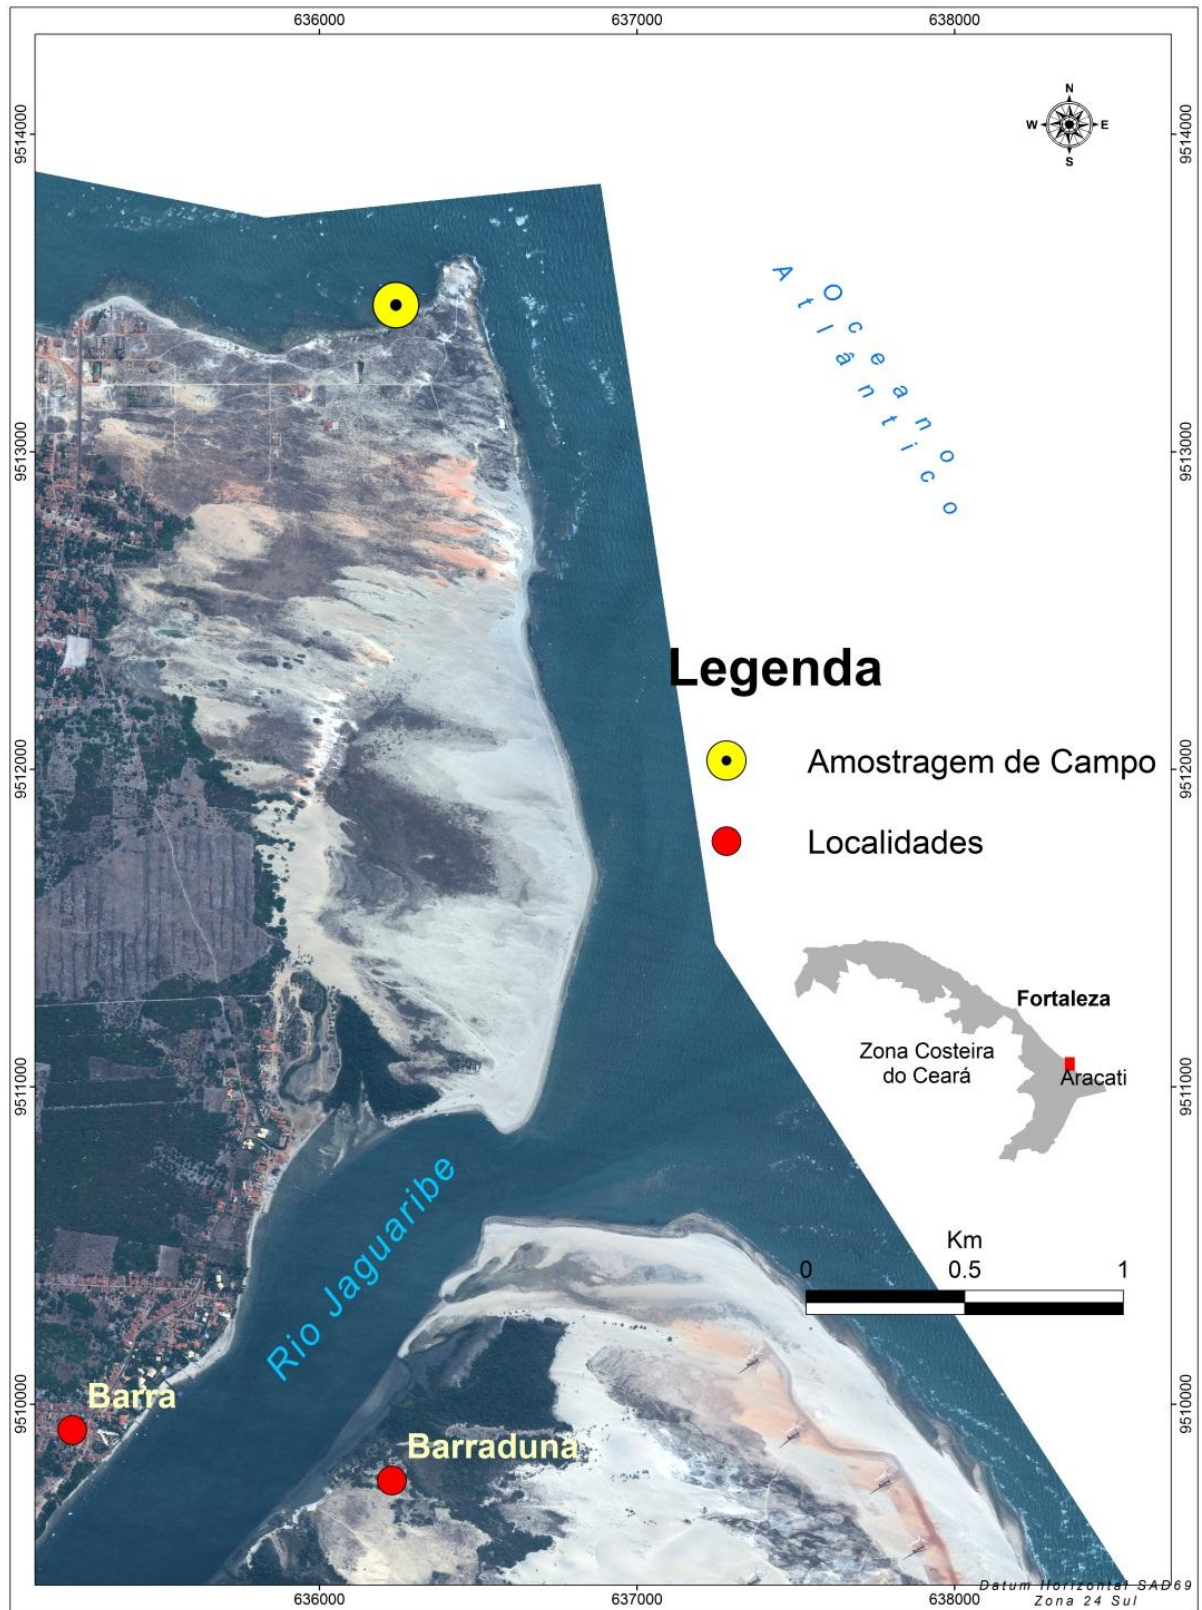 636000
637000
638000
N
W
E
S
9514000
9514000
Oceano
Atlântico
9513000
9513000
Legenda
Amostragem de Campo
9512000
9512000
Localidades
Fortaleza
Zona Costeira
do Ceará
Aracati
9511000
9511000
Rio Jaguaribe
Km
0
0.5
1
Barra
9510000
9510000
Barraduna
636000
637000
638000
Datum Horizontal SAD69
Zona 24 Sul